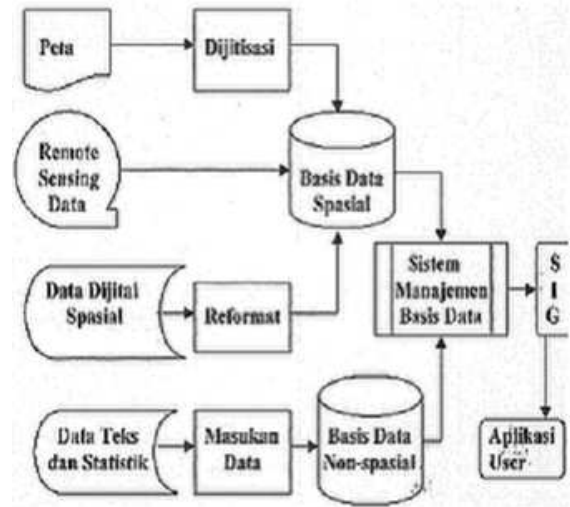 Peta
Dijitisasi
Remote
Sensing
Data
Basis Data
Spasial
Data Dijital
Spasial
Reformat
Sistem
Manajemen
Basis Data
S
I
G
Data Teks
dan Statistik
Masukan
Data
Basis Data
Non-spasial
Aplikasi
User